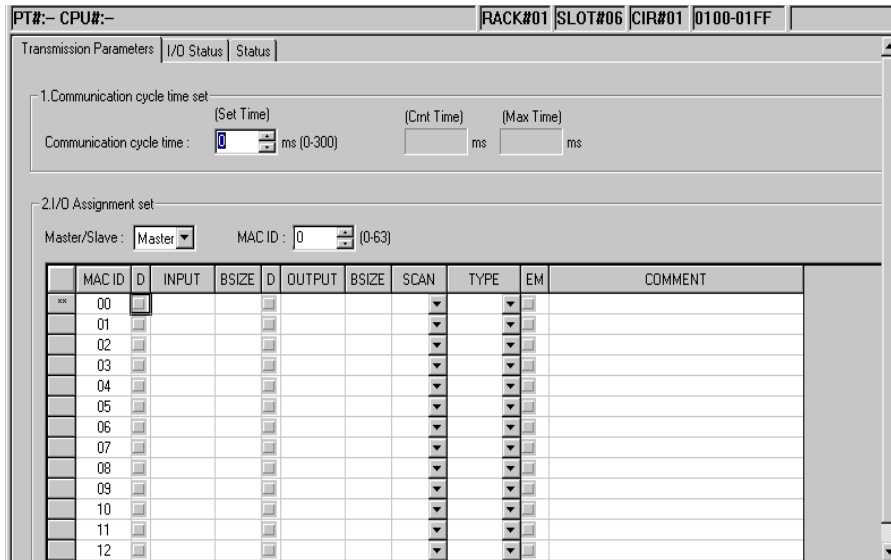 PT#:– CPU#:– RACK#01 SLOT#06 CIR#01 0100-01FF
Transmission Parameters I/O Status Status
1.Communication cycle time set
(Set Time) (Crnt Time) (Max Time)
Communication cycle time : 0 ms (0-300) ms ms
2.I/O Assignment set
Master/Slave : Master MAC ID : 0 (0-63)
MAC ID D INPUT BSIZE D OUTPUT BSIZE SCAN TYPE EM COMMENT
** 00
01
02
03
04
05
06
07
08
09
10
11
12